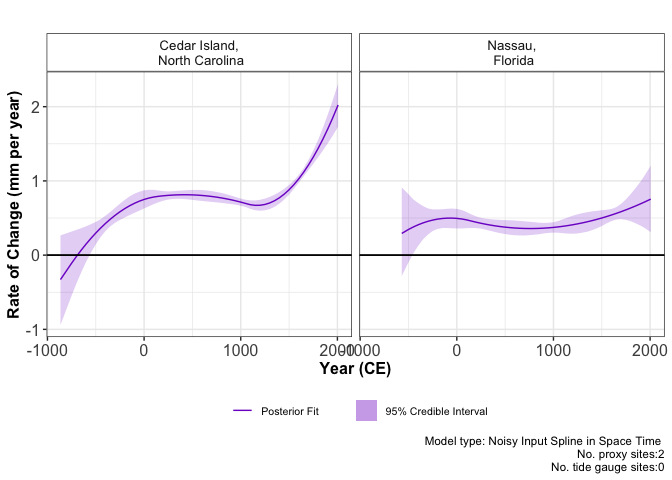 Cedar Island,
North Carolina
Nassau,
Florida
Rate of Change (mm per year)
2
1
0
-1
-1000 0 1000 2000
-1000 0 1000 2000
Year (CE)
Posterior Fit
95% Credible Interval
Model type: Noisy Input Spline in Space Time
No. proxy sites:2
No. tide gauge sites:0